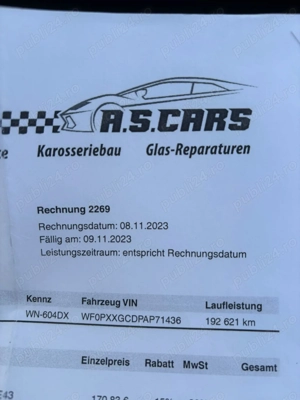 A.S.CARS
Karosseriebau Glas-Reparaturen
Rechnung 2269
Rechnungsdatum: 08.11.2023
Fällig am: 09.11.2023
Leistungszeitraum: entspricht Rechnungsdatum
Kennz Fahrzeug VIN Laufleistung
WN-604DX WF0PXXGCDPAP71436 192 621 km
Einzelpreis Rabatt MwSt Gesamt